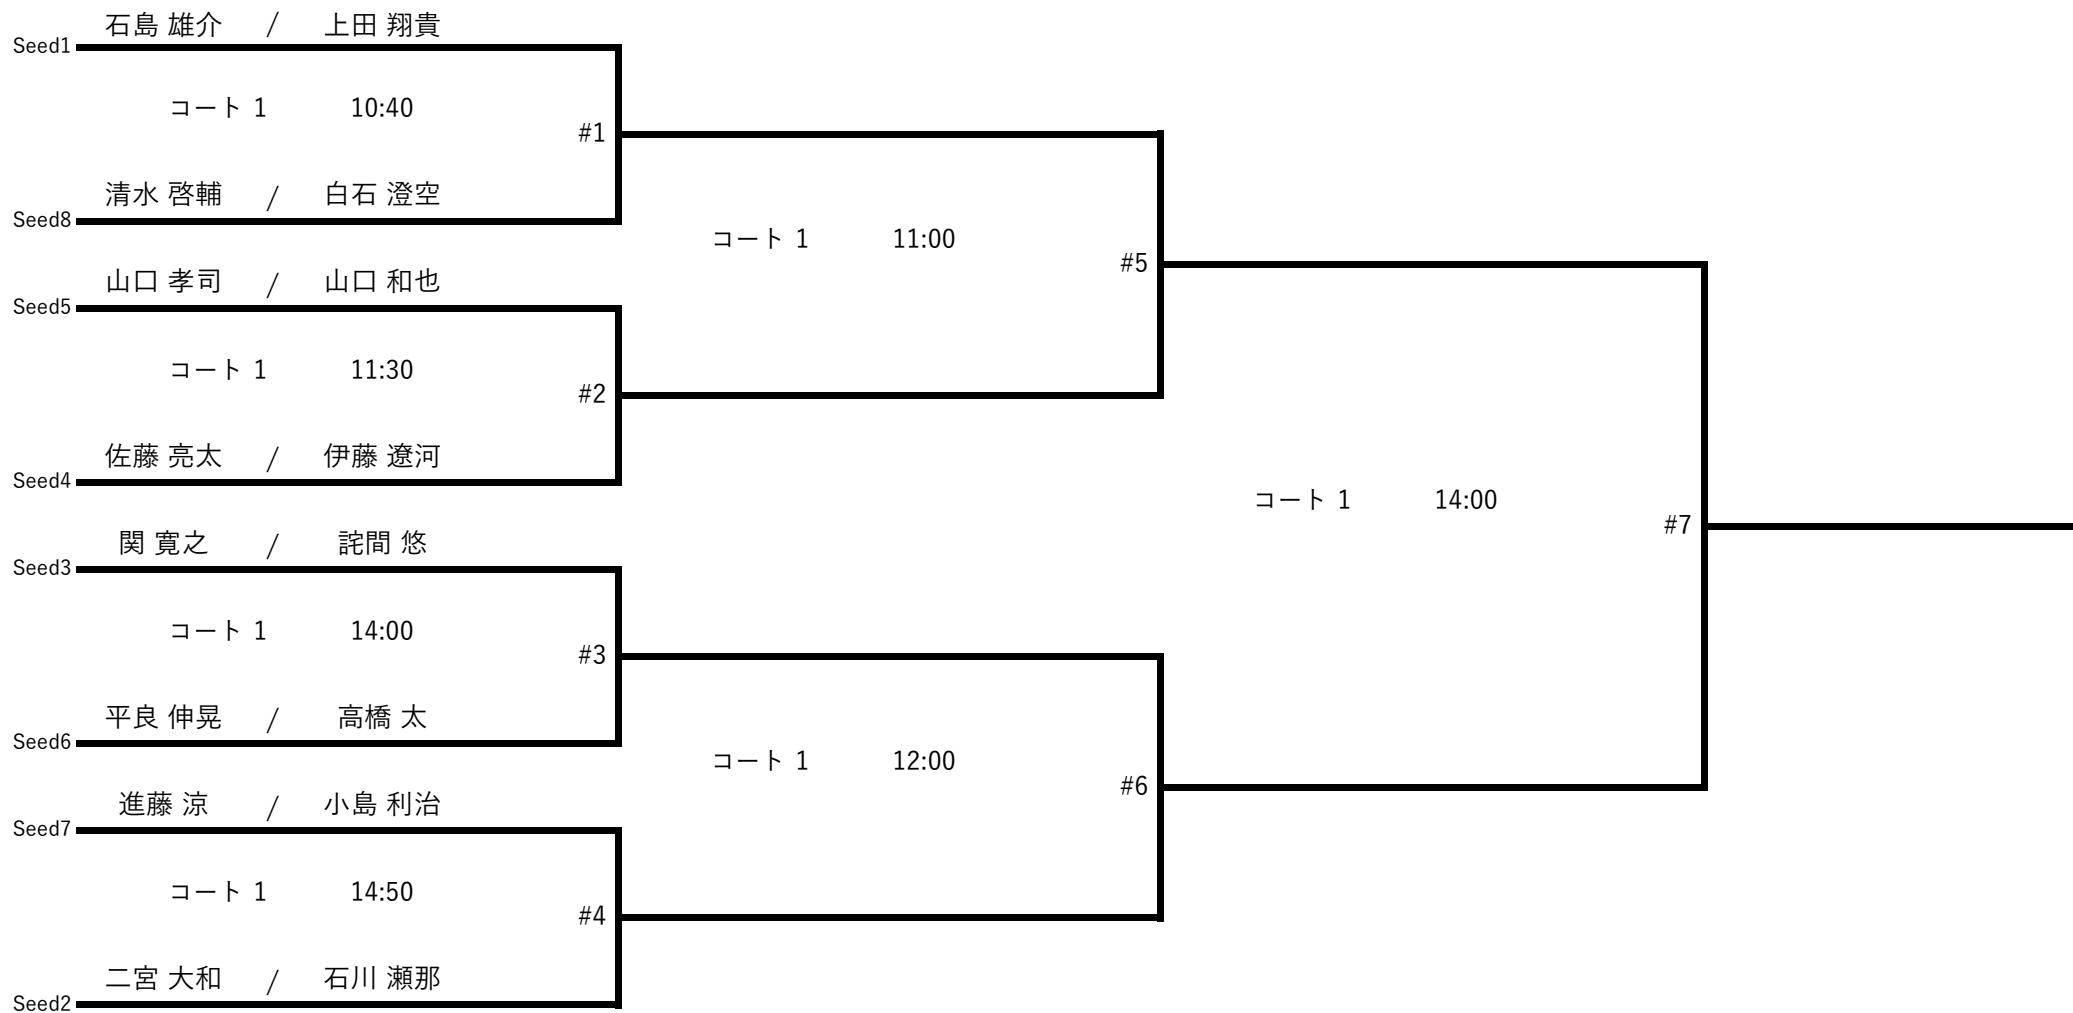 石島 雄介 / 上田 翔貴
Seed1
コート 1 10:40
#1
清水 啓輔 / 白石 澄空
Seed8
コート 1 11:00
#5
山口 孝司 / 山口 和也
Seed5
コート 1 11:30
#2
佐藤 亮太 / 伊藤 遼河
Seed4
コート 1 14:00
#7
関 寛之 / 詫間 悠
Seed3
コート 1 14:00
#3
平良 伸晃 / 高橋 太
Seed6
コート 1 12:00
#6
進藤 涼 / 小島 利治
Seed7
コート 1 14:50
#4
二宮 大和 / 石川 瀬那
Seed2